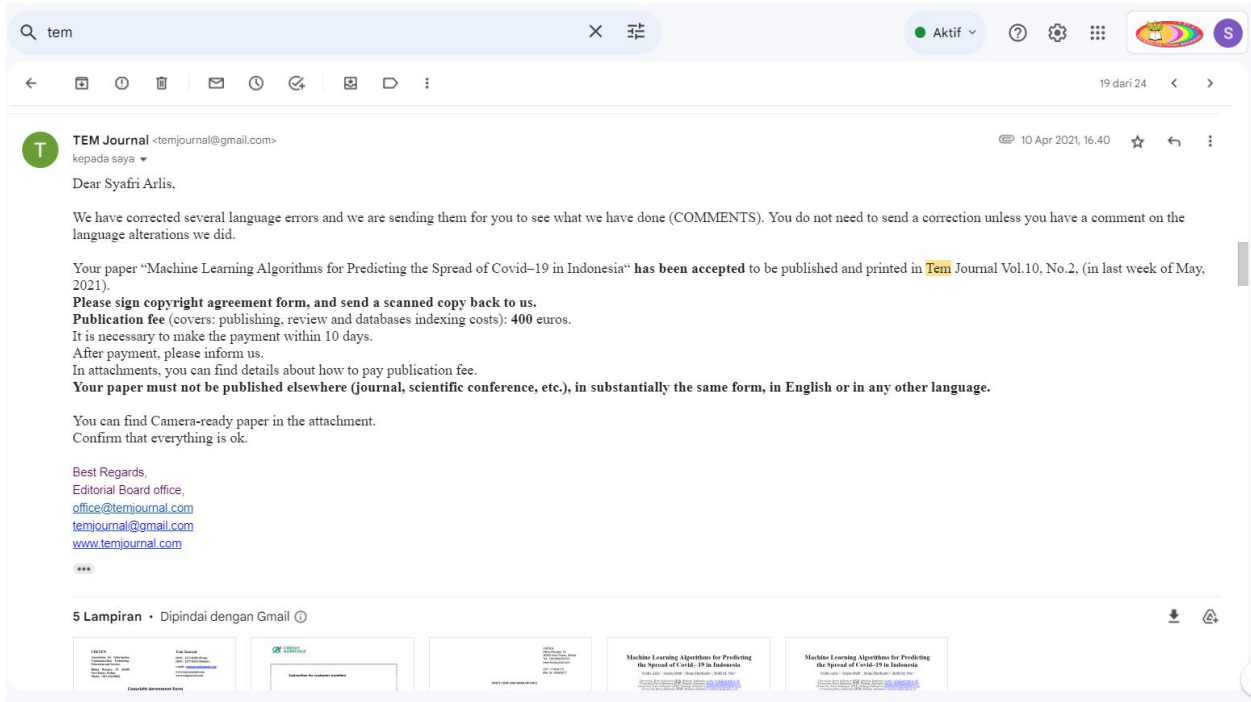 tem
Aktif
S
19 dari 24
T
TEM Journal <temjournal@gmail.com>
10 Apr 2021, 16.40
kepada saya
Dear Syafri Arlis,
We have corrected several language errors and we are sending them for you to see what we have done (COMMENTS). You do not need to send a correction unless you have a comment on the
language alterations we did.
Your paper “Machine Learning Algorithms for Predicting the Spread of Covid–19 in Indonesia“ has been accepted to be published and printed in Tem Journal Vol.10, No.2, (in last week of May,
2021).
Please sign copyright agreement form, and send a scanned copy back to us.
Publication fee (covers: publishing, review and databases indexing costs): 400 euros.
It is necessary to make the payment within 10 days.
After payment, please inform us.
In attachments, you can find details about how to pay publication fee.
Your paper must not be published elsewhere (journal, scientific conference, etc.), in substantially the same form, in English or in any other language.
You can find Camera-ready paper in the attachment.
Confirm that everything is ok.
Best Regards,
Editorial Board office,
office@temjournal.com
temjournal@gmail.com
www.temjournal.com
5 Lampiran • Dipindai dengan Gmail
UIKTEN
Tem Journal
Copyright Agreement Form
CREDIT AGRICOLE
Instruction for customer transfers
Machine Learning Algorithms for Predicting
the Spread of Covid–19 in Indonesia
Machine Learning Algorithms for Predicting
the Spread of Covid–19 in Indonesia